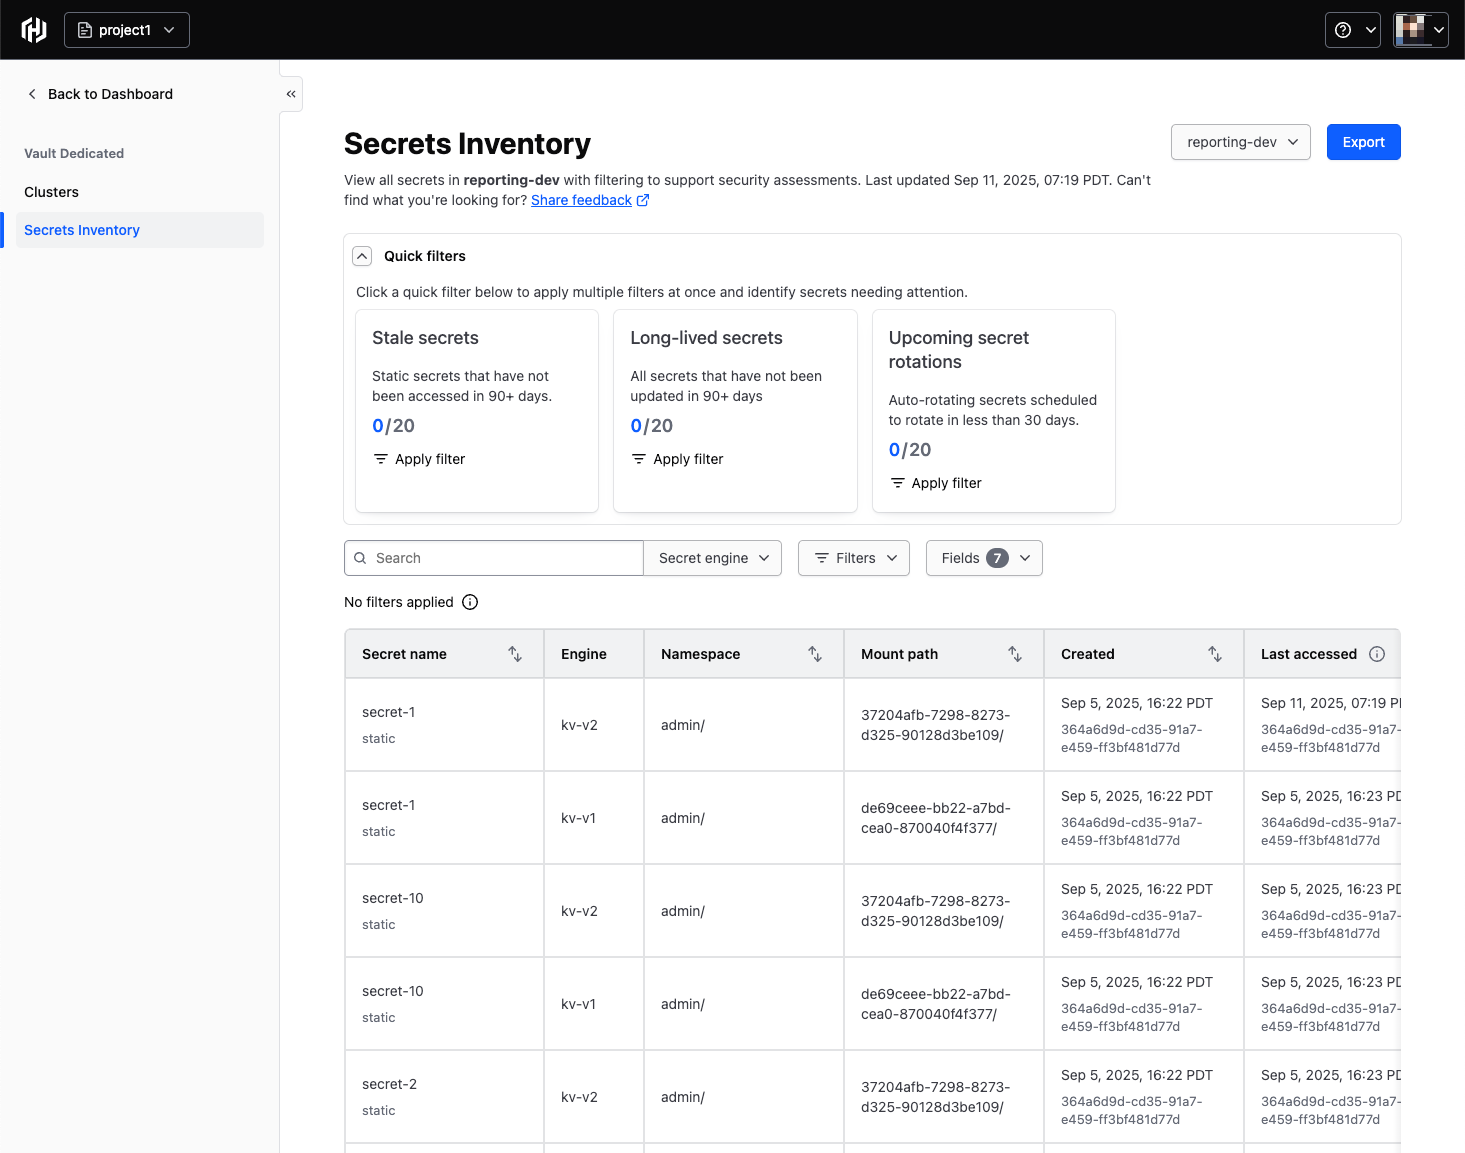 project1
Back to Dashboard
Vault Dedicated
Clusters
Secrets Inventory
Secrets Inventory
reporting-dev
Export
View all secrets in reporting-dev with filtering to support security assessments. Last updated Sep 11, 2025, 07:19 PDT. Can't
find what you're looking for? Share feedback
Quick filters
Click a quick filter below to apply multiple filters at once and identify secrets needing attention.
Stale secrets
Static secrets that have not
been accessed in 90+ days.
0/20
Apply filter
Long-lived secrets
All secrets that have not been
updated in 90+ days
0/20
Apply filter
Upcoming secret
rotations
Auto-rotating secrets scheduled
to rotate in less than 30 days.
0/20
Apply filter
Search
Secret engine
Filters
Fields 7
No filters applied
Secret name Engine Namespace Mount path Created Last accessed
secret-1
static
kv-v2
admin/
37204afb-7298-8273-
d325-90128d3be109/
Sep 5, 2025, 16:22 PDT
364a6d9d-cd35-91a7-
e459-ff3bf481d77d
Sep 11, 2025, 07:19
364a6d9d-cd35-91a7-
e459-ff3bf481d77d
secret-1
static
kv-v1
admin/
de69ceee-bb22-a7bd-
cea0-870040f4f377/
Sep 5, 2025, 16:22 PDT
364a6d9d-cd35-91a7-
e459-ff3bf481d77d
Sep 5, 2025, 16:23
364a6d9d-cd35-91a7-
e459-ff3bf481d77d
secret-10
static
kv-v2
admin/
37204afb-7298-8273-
d325-90128d3be109/
Sep 5, 2025, 16:22 PDT
364a6d9d-cd35-91a7-
e459-ff3bf481d77d
Sep 5, 2025, 16:23
364a6d9d-cd35-91a7-
e459-ff3bf481d77d
secret-10
static
kv-v1
admin/
de69ceee-bb22-a7bd-
cea0-870040f4f377/
Sep 5, 2025, 16:22 PDT
364a6d9d-cd35-91a7-
e459-ff3bf481d77d
Sep 5, 2025, 16:23
364a6d9d-cd35-91a7-
e459-ff3bf481d77d
secret-2
static
kv-v2
admin/
37204afb-7298-8273-
d325-90128d3be109/
Sep 5, 2025, 16:22 PDT
364a6d9d-cd35-91a7-
e459-ff3bf481d77d
Sep 5, 2025, 16:23
364a6d9d-cd35-91a7-
e459-ff3bf481d77d